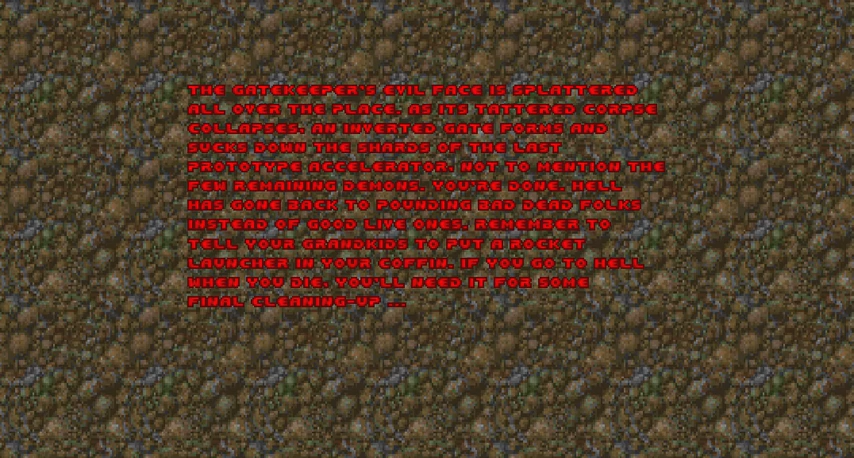 THE GATEKEEPER'S EVIL FACE IS SPLATTERED
ALL OVER THE PLACE. AS ITS TATTERED CORPSE
COLLAPSES, AN INVERTED GATE FORMS AND
SUCKS DOWN THE SHARDS OF THE LAST
PROTOTYPE ACCELERATOR, NOT TO MENTION THE
FEW REMAINING DEMONS. YOU'RE DONE. HELL
HAS GONE BACK TO POUNDING BAD DEAD FOLKS
INSTEAD OF GOOD LIVE ONES. REMEMBER TO
TELL YOUR GRANDKIDS TO PUT A ROCKET
LAUNCHER IN YOUR COFFIN. IF YOU GO TO HELL
WHEN YOU DIE, YOU'LL NEED IT FOR SOME
FINAL CLEANING-UP ...